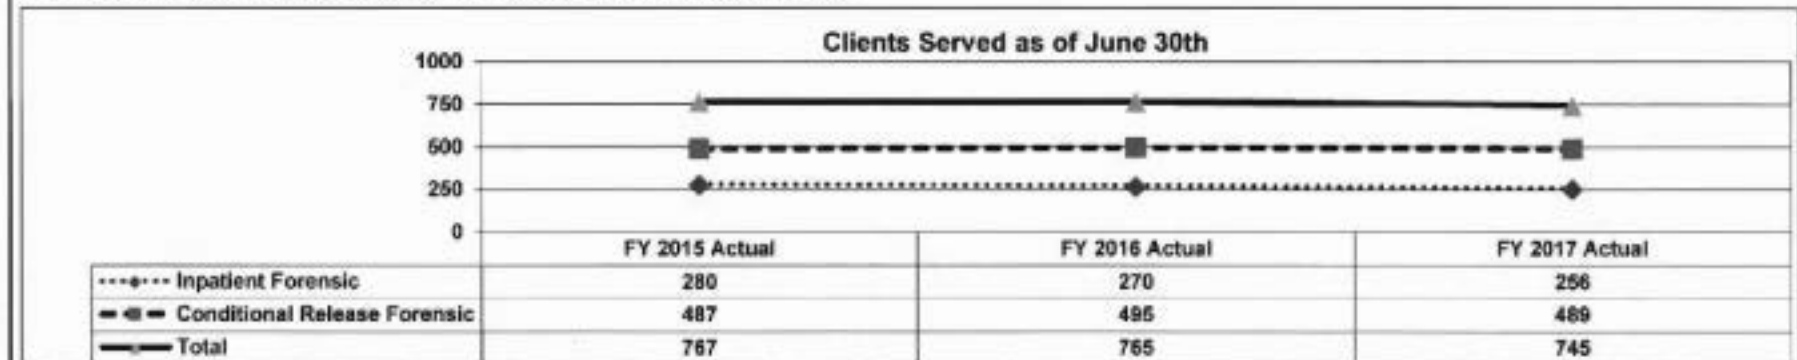 Clients Served as of June 30th
1000
750
500
250
0
FY 2015 Actual FY 2016 Actual FY 2017 Actual
Inpatient Forensic 280 270 256
Conditional Release Forensic 487 495 489
Total 767 765 745